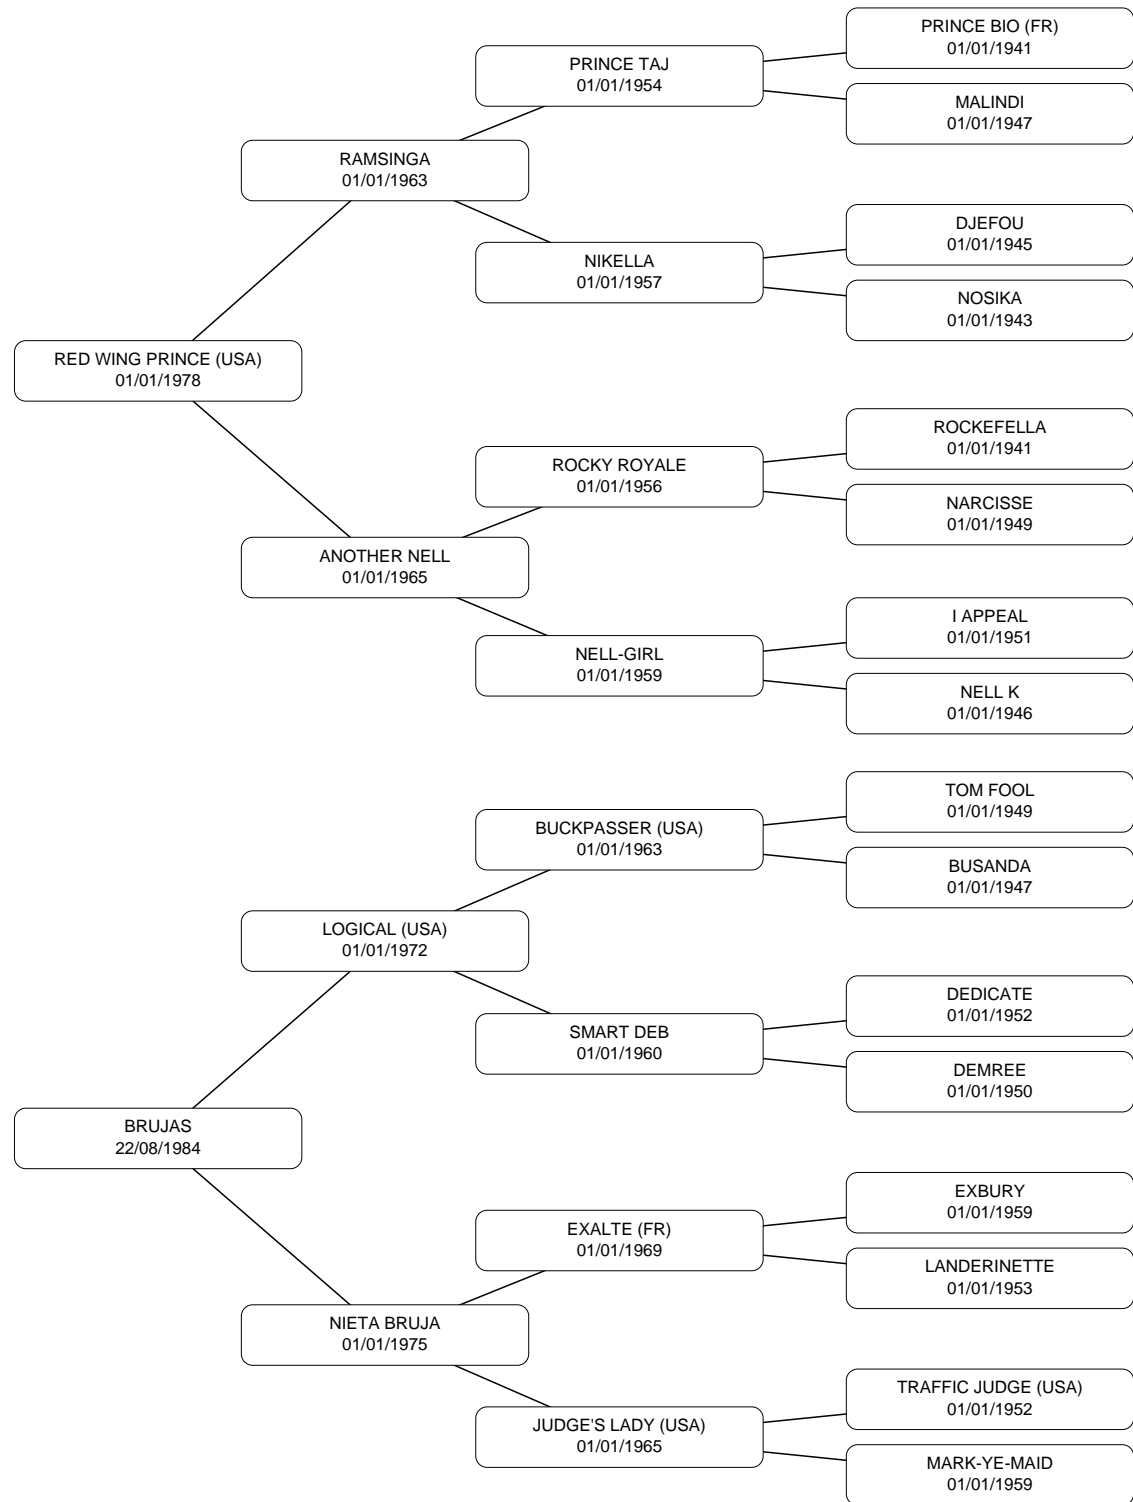 PRINCE BIO (FR)
01/01/1941
PRINCE TAJ
01/01/1954
MALINDI
01/01/1947
RAMSINGA
01/01/1963
DJEFOU
01/01/1945
NIKELLA
01/01/1957
NOSIKA
01/01/1943
RED WING PRINCE (USA)
01/01/1978
ROCKEFELLA
01/01/1941
ROCKY ROYALE
01/01/1956
NARCISSE
01/01/1949
ANOTHER NELL
01/01/1965
I APPEAL
01/01/1951
NELL-GIRL
01/01/1959
NELL K
01/01/1946
TOM FOOL
01/01/1949
BUCKPASSER (USA)
01/01/1963
BUSANDA
01/01/1947
LOGICAL (USA)
01/01/1972
DEDICATE
01/01/1952
SMART DEB
01/01/1960
DEMREE
01/01/1950
BRUJAS
22/08/1984
EXBURY
01/01/1959
EXALTE (FR)
01/01/1969
LANDERINETTE
01/01/1953
NIETA BRUJA
01/01/1975
TRAFFIC JUDGE (USA)
01/01/1952
JUDGE'S LADY (USA)
01/01/1965
MARK-YE-MAID
01/01/1959